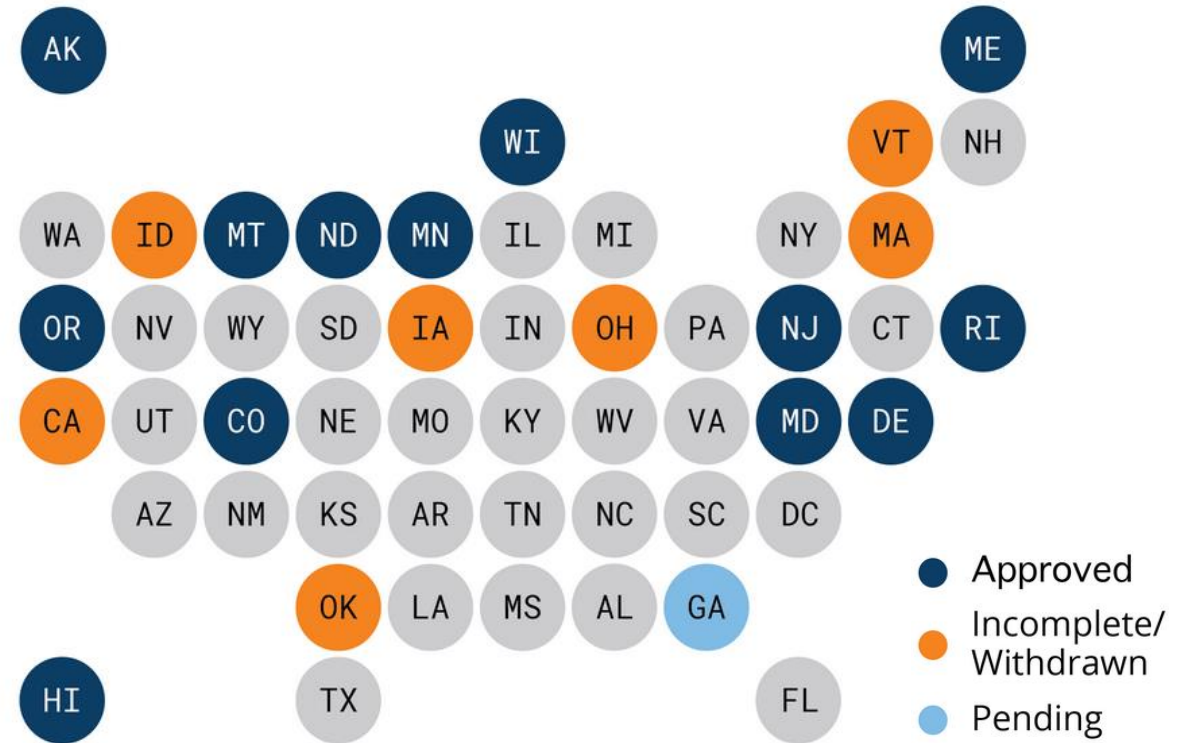 AK ME
WI VT NH
WA ID MT ND MN IL MI NY MA
OR NV WY SD IA IN OH PA NJ CT RI
CA UT CO NE MO KY WV VA MD DE
AZ NM KS AR TN NC SC DC
OK LA MS AL GA
HI TX FL
Approved
Incomplete/
Withdrawn
Pending